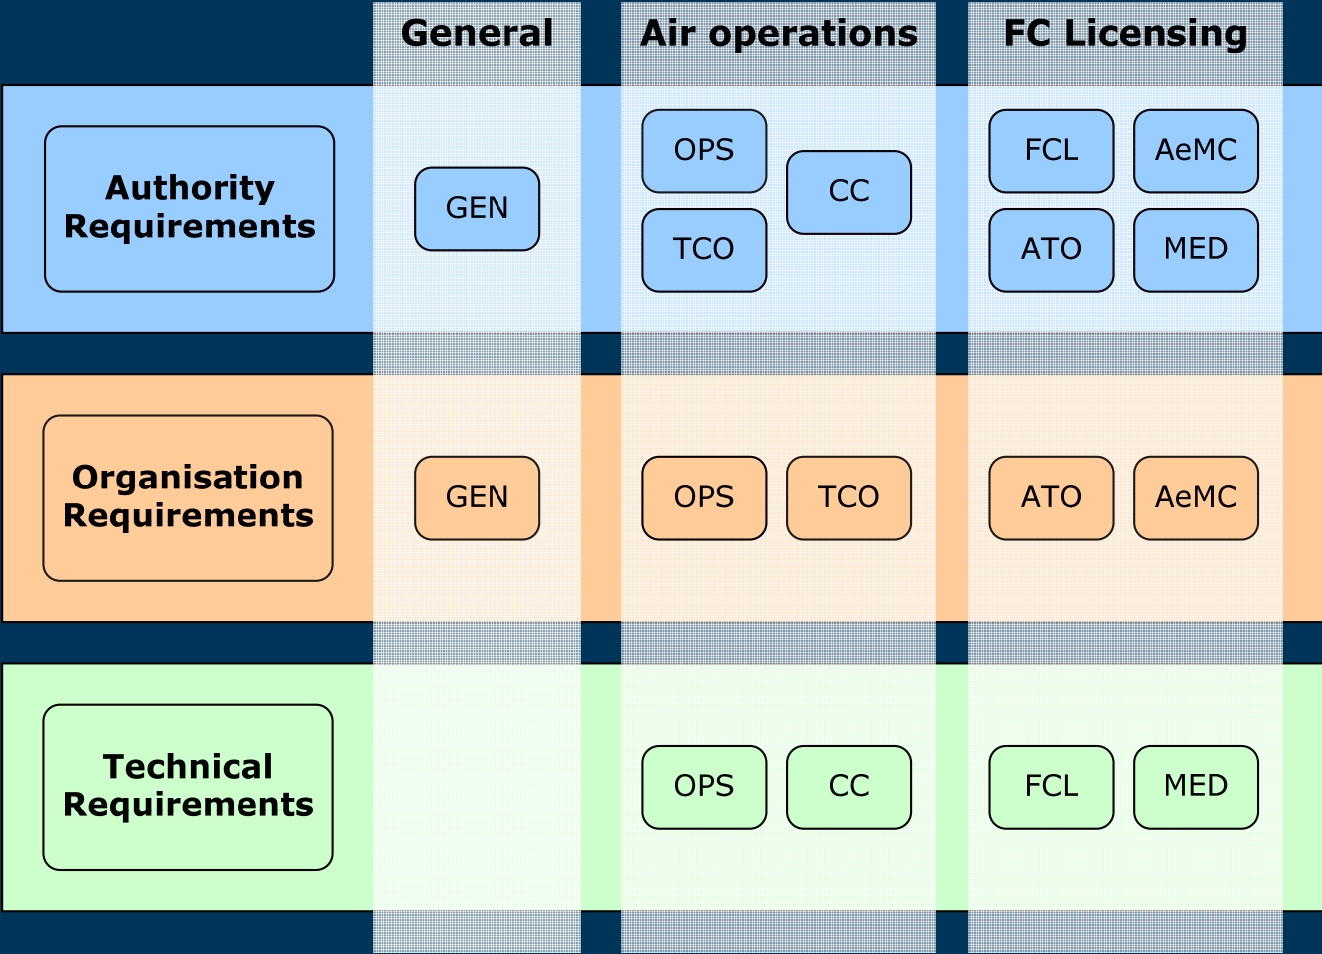 General
Air operations
FC Licensing
Authority
Requirements
GEN
OPS
CC
TCO
FCL
AeMC
ATO
MED
Organisation
Requirements
GEN
OPS
TCO
ATO
AeMC
Technical
Requirements
OPS
CC
FCL
MED